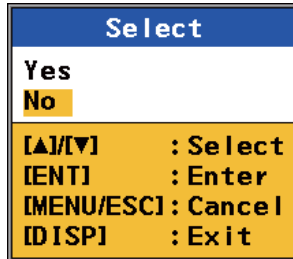 Select
Yes
No
[▲]/[▼] :Select
[ENT] :Enter
[MENU/ESC]:Cancel
[DISP] :Exit